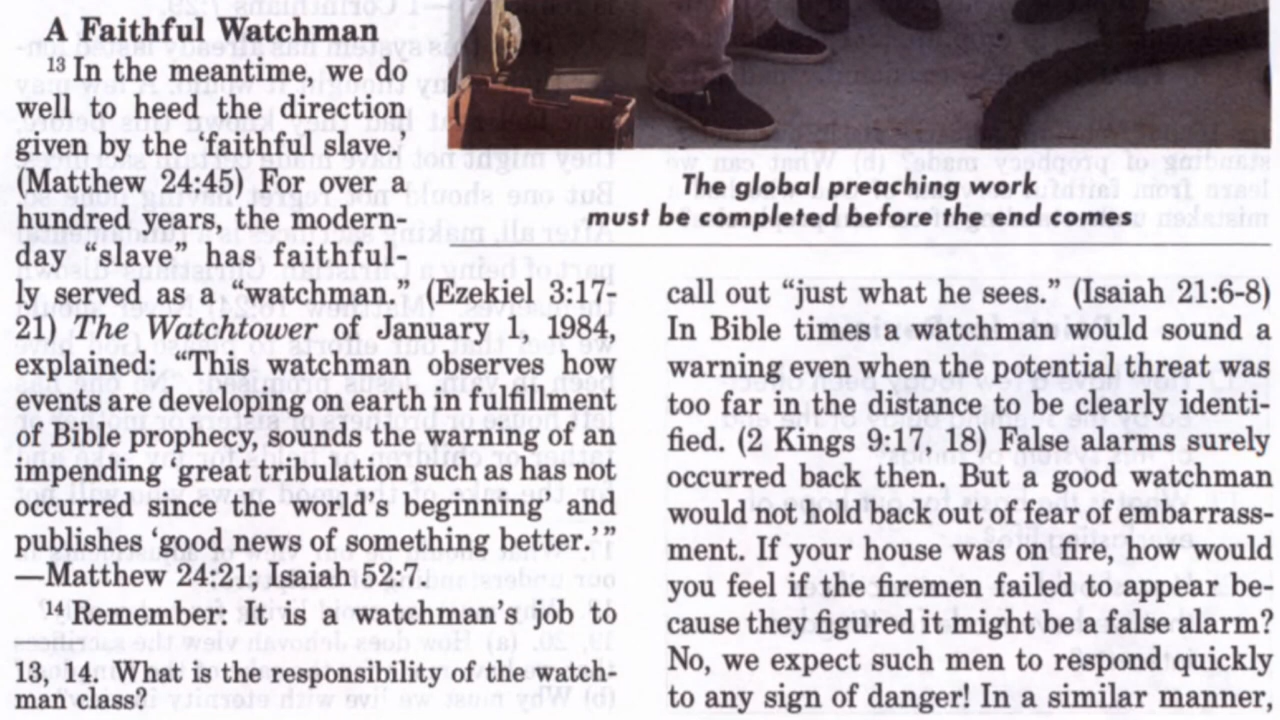 A Faithful Watchman
13 In the meantime, we do
well to heed the direction
given by the faithful slave.
(Matthew 24:45) For over a
hundred years, the modern-
day “slave” has faithful-
ly served as a “watchman.” (Ezekiel 3:17-
21) The Watchtower of January 1, 1984,
explained: “This watchman observes how
events are developing on earth in fulfillment
of Bible prophecy, sounds the warning of an
impending ‘great tribulation such as has not
occurred since the world’s beginning’ and
publishes ‘good news of something better.’”
—Matthew 24:21; Isaiah 52:7.
14 Remember: It is a watchman’s job to
13, 14. What is the responsibility of the watch-
man class?
The global preaching work
must be completed before the end comes
call out “just what he sees.” (Isaiah 21:6-8)
In Bible times a watchman would sound a
warning even when the potential threat was
too far in the distance to be clearly identi-
fied. (2 Kings 9:17, 18) False alarms surely
occurred back then. But a good watchman
would not hold back out of fear of embarrass-
ment. If your house was on fire, how would
you feel if the firemen failed to appear be-
cause they figured it might be a false alarm?
No, we expect such men to respond quickly
to any sign of danger! In a similar manner,